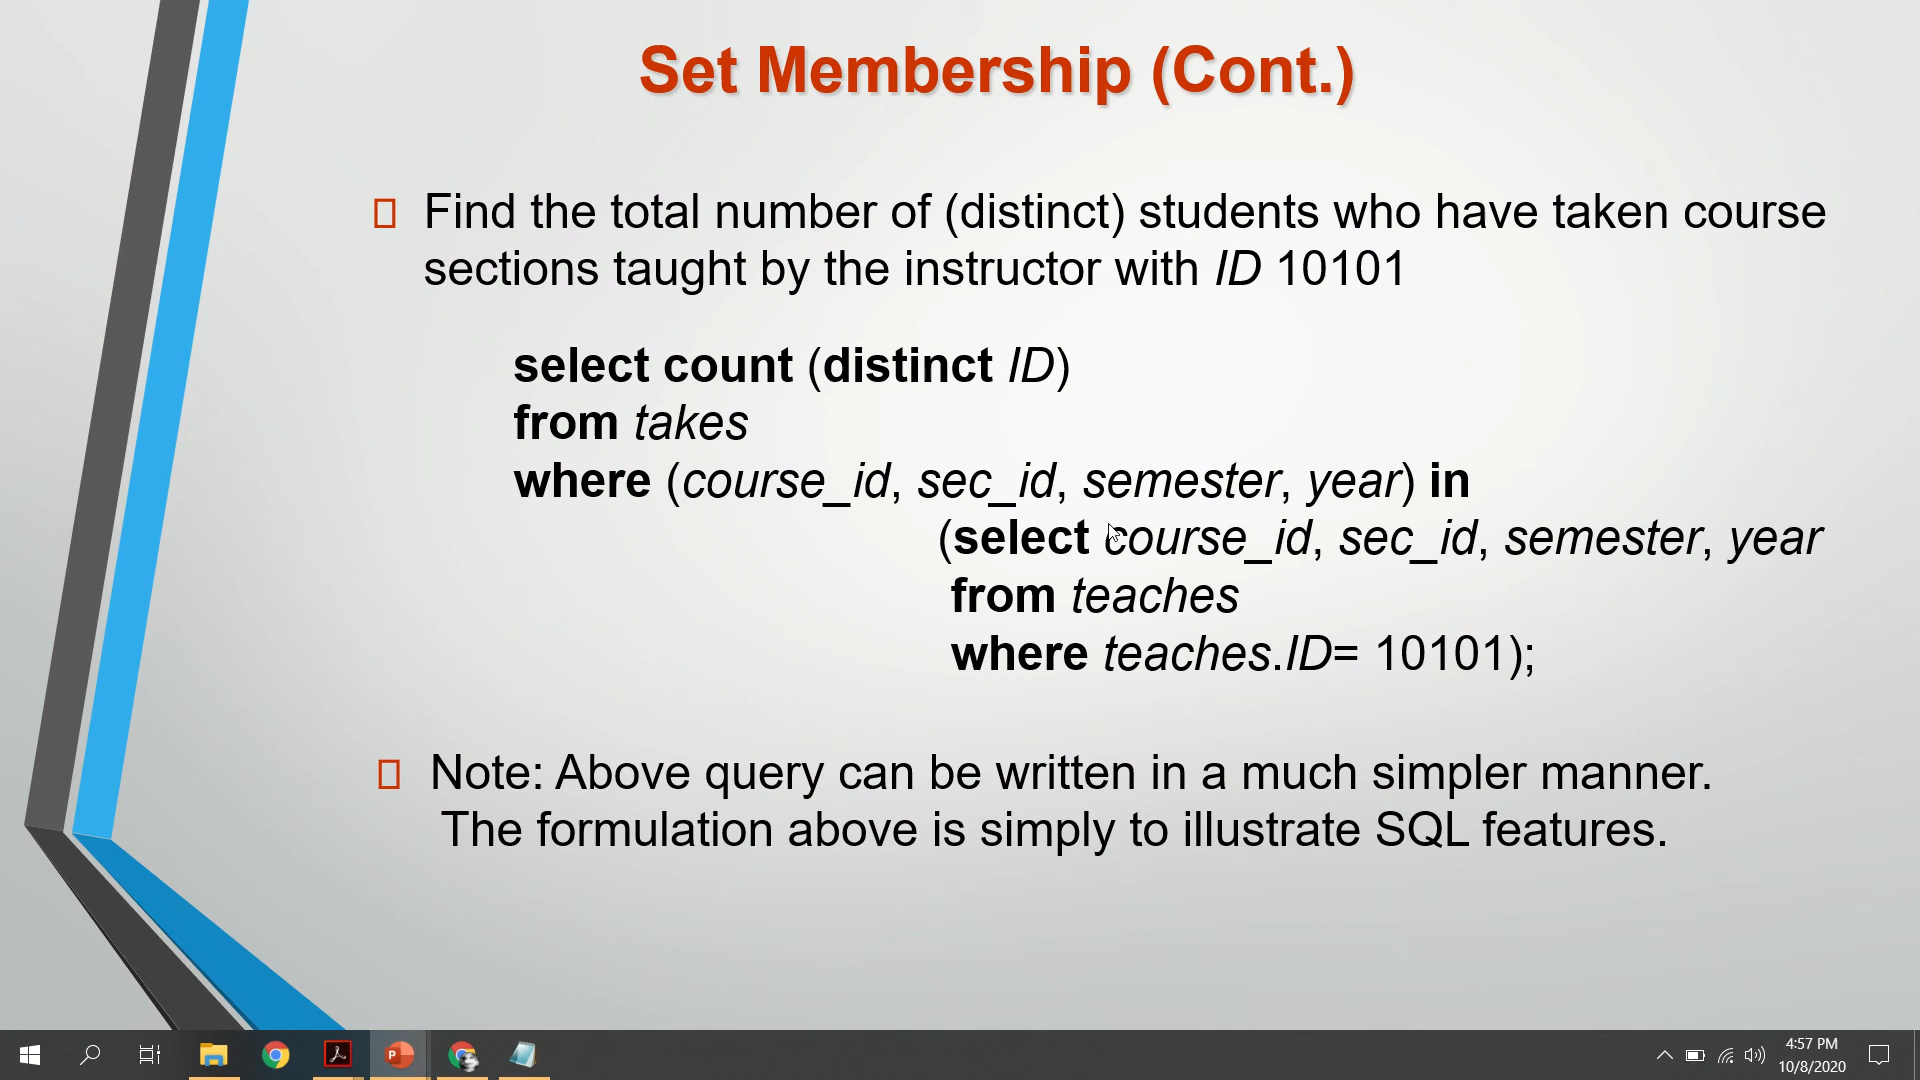 Set Membership (Cont.)
Find the total number of (distinct) students who have taken course
sections taught by the instructor with ID 10101
select count (distinct ID)
from takes
where (course_id, sec_id, semester, year) in
(select course_id, sec_id, semester, year
from teaches
where teaches.ID= 10101);
Note: Above query can be written in a much simpler manner.
The formulation above is simply to illustrate SQL features.
4:57 PM
10/8/2020